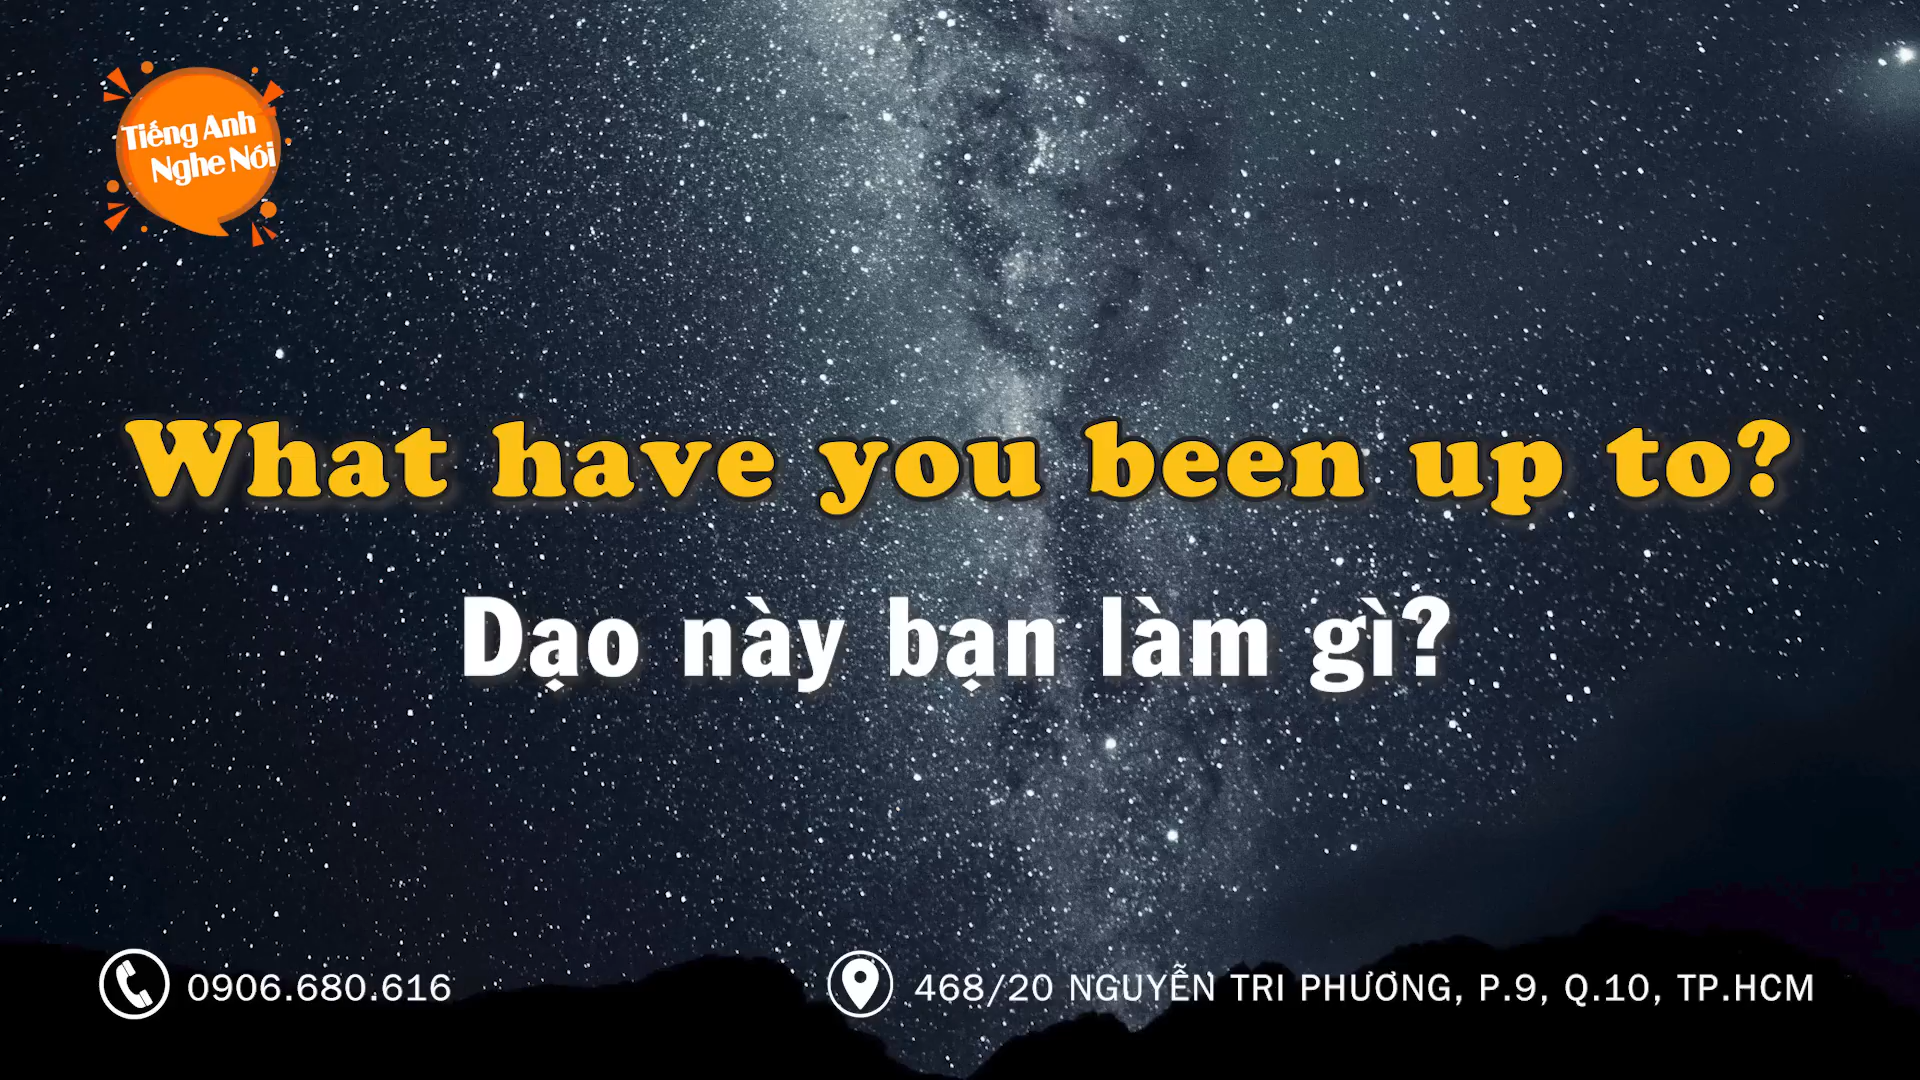 Tiếng Anh
Nghe Nói
What have you been up to?
Dạo này bạn làm gì?
0906.680.616
468/20 NGUYỄN TRI PHƯƠNG, P.9, Q.10, TP.HCM